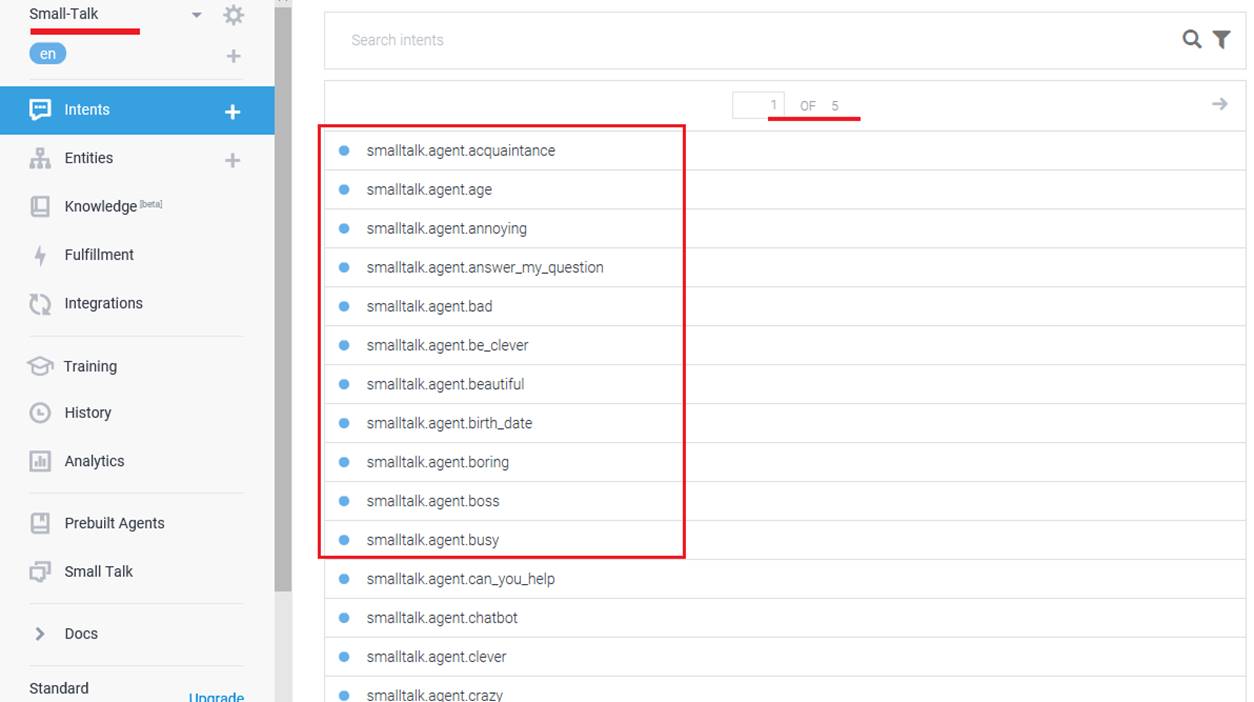 Small-Talk
en
Intents
Entities
Knowledge [beta]
Fulfillment
Integrations
Training
History
Analytics
Prebuilt Agents
Small Talk
Docs
Standard
Upgrade
Search intents
1 OF 5
smalltalk.agent.acquaintance
smalltalk.agent.age
smalltalk.agent.annoying
smalltalk.agent.answer_my_question
smalltalk.agent.bad
smalltalk.agent.be_clever
smalltalk.agent.beautiful
smalltalk.agent.birth_date
smalltalk.agent.boring
smalltalk.agent.boss
smalltalk.agent.busy
smalltalk.agent.can_you_help
smalltalk.agent.chatbot
smalltalk.agent.clever
smalltalk.agent.crazy